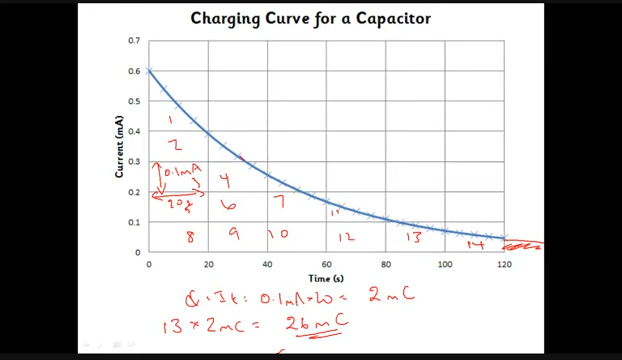 Charging Curve for a Capacitor
0.7
0.6
0.5
0.4
0.3
0.2
0.1
0
Current (mA)
1
2
0.1mA
3
20s
4
6
7
8
9
10
11
12
13
14
0 20 40 60 80 100 120
Time (s)
Q = It = 0.1mA × 20 = 2mC
13 × 2mC = 26mC